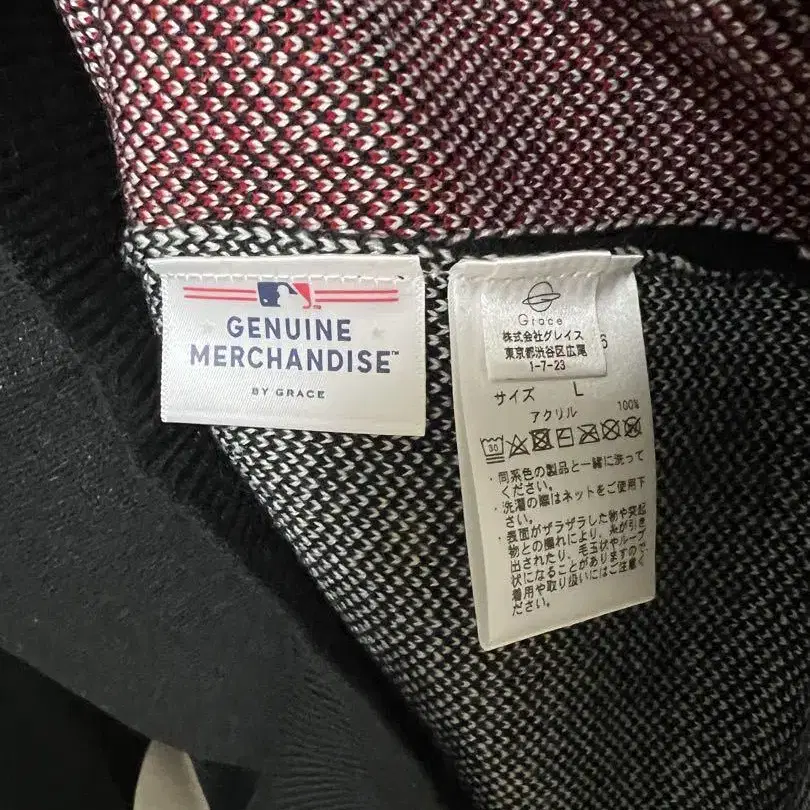 GENUINE
MERCHANDISE™
BY GRACE
Grace
株式会社グレイス
東京都渋谷区広尾
1-7-23
6
サイズ L
アクリル 100%
30
・同系色の製品と一緒に洗って
ください。
・洗濯の際はネットをご使用下
さい。
・表面がザラザラした物や突起
物との擦れにより、糸が引き
出されたり、毛玉状やループ
状になることがありますので
着用や取り扱いにはご注意く
ださい。